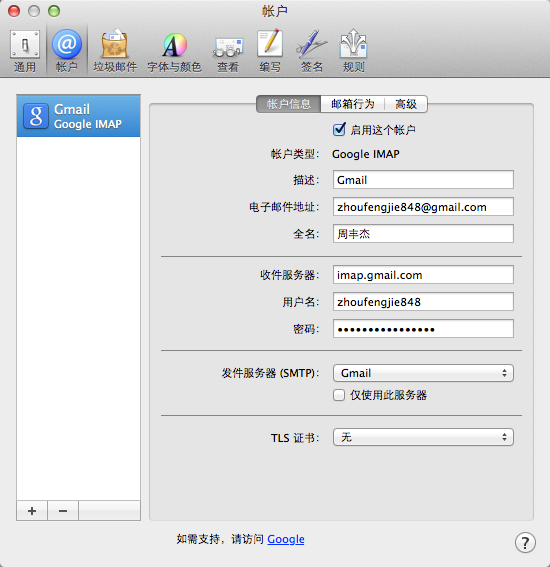 帐户
通用 帐户 垃圾邮件 字体与颜色 查看 编写 签名 规则
Gmail
Google IMAP
帐户信息 邮箱行为 高级
启用这个帐户
帐户类型： Google IMAP
描述： Gmail
电子邮件地址： zhoufengjie848@gmail.com
全名： 周丰杰
收件服务器： imap.gmail.com
用户名： zhoufengjie848
密码： ••••••••••••••••
发件服务器 (SMTP)： Gmail
仅使用此服务器
TLS 证书： 无
+ −
如需支持，请访问 Google
?